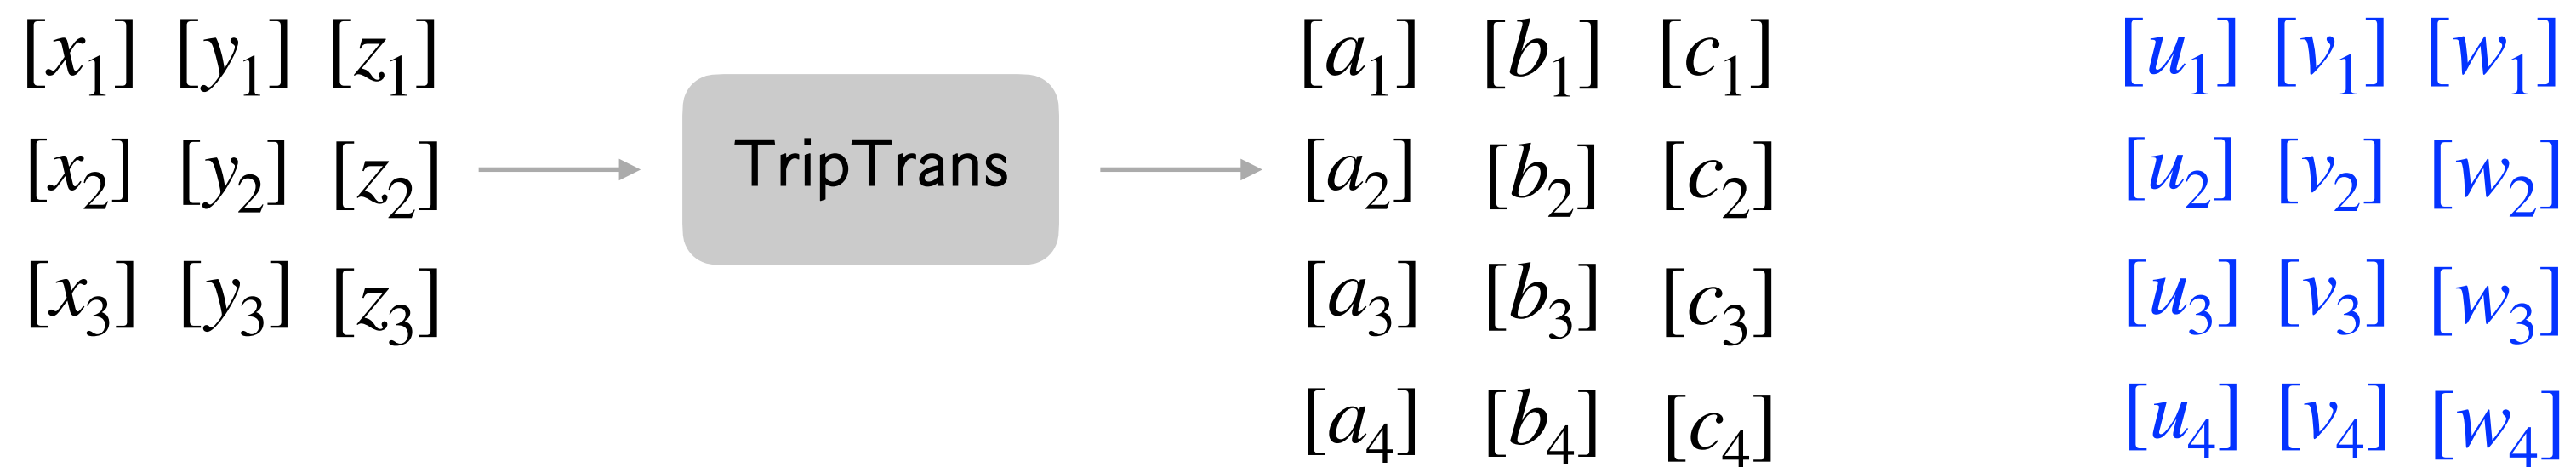 [x₁] [y₁] [z₁] [a₁] [b₁] [c₁] [u₁] [v₁] [w₁]
[x₂] [y₂] [z₂] TripTrans [a₂] [b₂] [c₂] [u₂] [v₂] [w₂]
[x₃] [y₃] [z₃] [a₃] [b₃] [c₃] [u₃] [v₃] [w₃]
[a₄] [b₄] [c₄] [u₄] [v₄] [w₄]